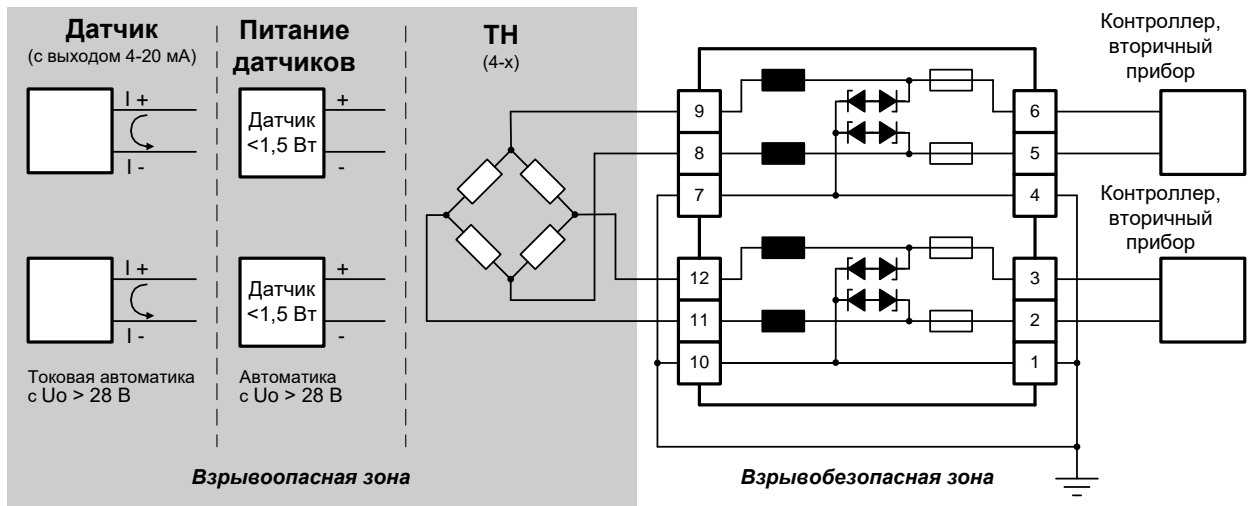 Датчик
(с выходом 4-20 мА)
I +
I -
I +
I -
Токовая автоматика
с Uo > 28 В
Питание
датчиков
Датчик
<1,5 Вт
+
-
Датчик
<1,5 Вт
+
-
Автоматика
с Uo > 28 В
ТН
(4-х)
Взрывоопасная зона
9
8
7
12
11
10
6
5
4
3
2
1
Контроллер,
вторичный
прибор
Контроллер,
вторичный
прибор
Взрывобезопасная зона